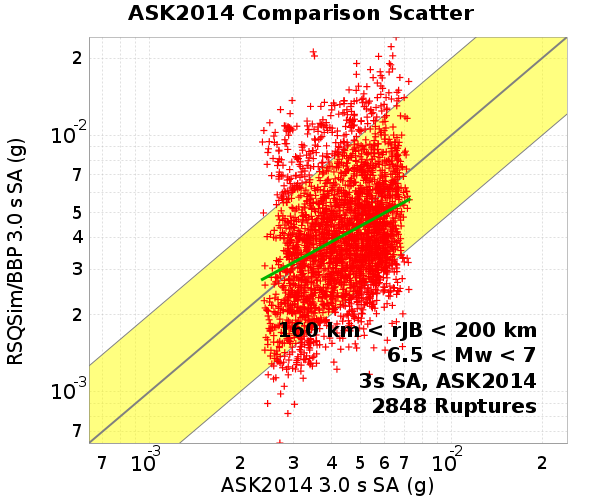 ASK2014 Comparison Scatter
RSQSim/BBP 3.0 s SA (g)
2
10-2
7
5
4
3
2
10-3
7
160 km < rJB < 200 km
6.5 < Mw < 7
3s SA, ASK2014
2848 Ruptures
7 10-3 2 3 4 5 6 7 10-2 2
ASK2014 3.0 s SA (g)